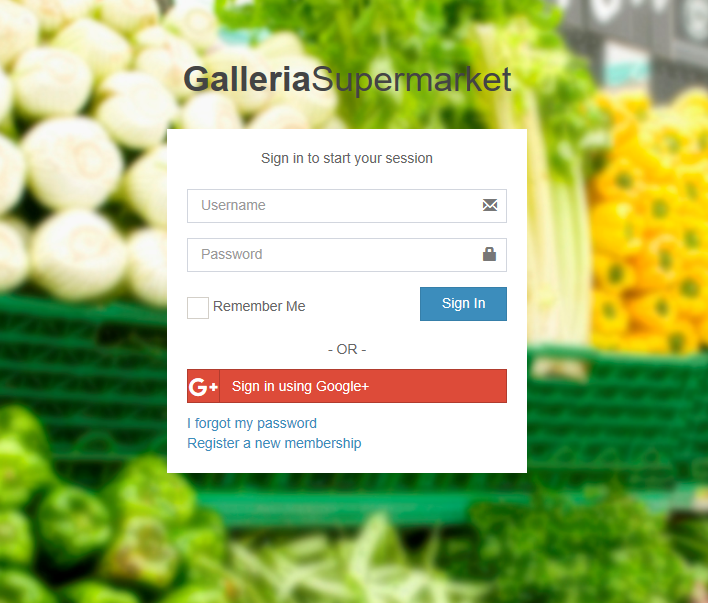 GalleriaSupermarket
Sign in to start your session
Username
Password
Remember Me
Sign In
- OR -
G+ Sign in using Google+
I forgot my password
Register a new membership